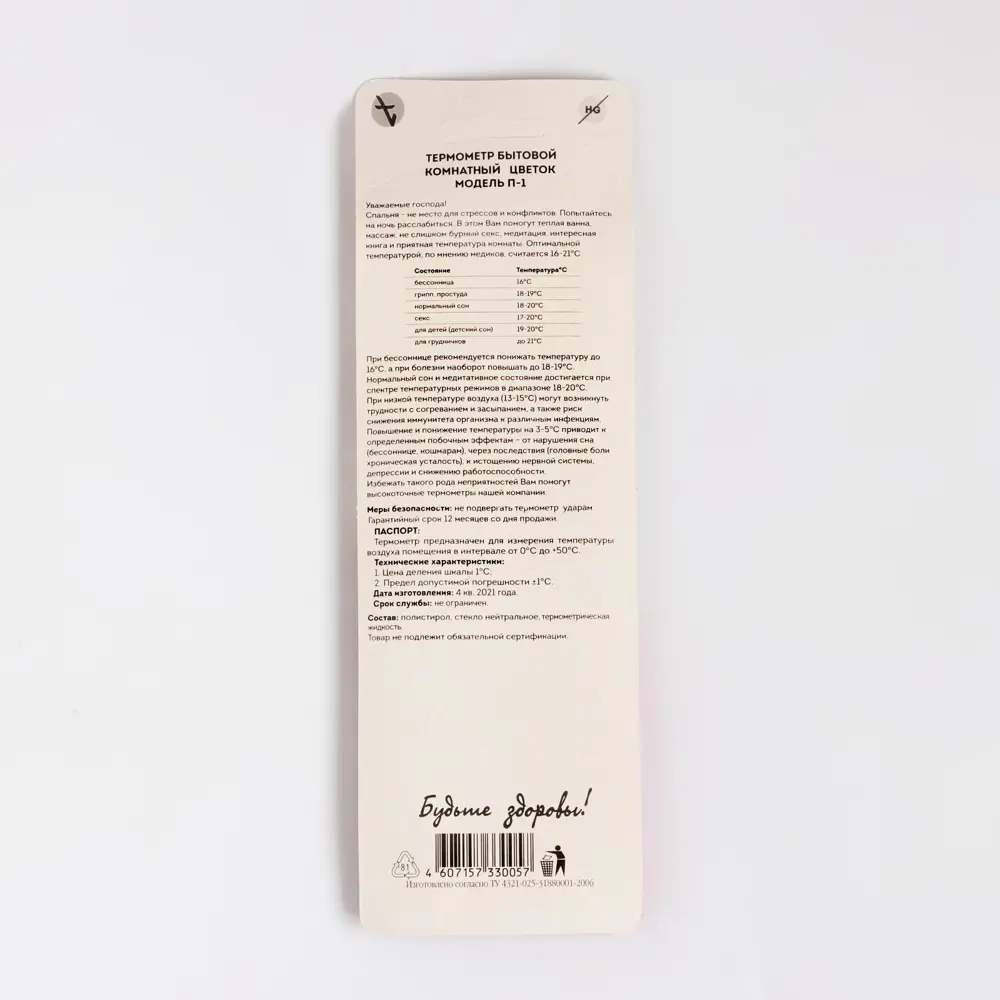 HG
ТЕРМОМЕТР БЫТОВОЙ
КОМНАТНЫЙ ЦВЕТОК
МОДЕЛЬ П-1
Уважаемые господа!
Спальня - не место для стрессов и конфликтов. Попытайтесь
на ночь расслабиться. В этом Вам помогут теплая ванна,
массаж, не слишком бурный секс, медитация, интересная
книга и приятная температура комнаты. Оптимальной
температурой, по мнению медиков, считается 16-21°С
Состояние Температура°С
бессонница 16°С
грипп, простуда 18-19°С
нормальный сон 18-20°С
секс 17-20°С
для детей (детский сон) 19-20°С
для грудничков до 21°С
При бессоннице рекомендуется понижать температуру до
16°С, а при болезни наоборот повышать до 18-19°С.
Нормальный сон и медитативное состояние достигается при
спектре температурных режимов в диапазоне 18-20°С.
При низкой температуре воздуха (13-15°С) могут возникнуть
трудности с согреванием и засыпанием, а также риск
снижения иммунитета организма к различным инфекциям.
Повышение и понижение температуры на 3-5°С приводит к
определенным побочным эффектам - от нарушения сна
(бессоннице, кошмарам), через последствия (головные боли
хроническая усталость), к истощению нервной системы,
депрессии и снижению работоспособности.
Избежать такого рода неприятностей Вам помогут
высокоточные термометры нашей компании.
Меры безопасности: не подвергать термометр ударам
Гарантийный срок 12 месяцев со дня продажи.
ПАСПОРТ:
Термометр предназначен для измерения температуры
воздуха помещения в интервале от 0°С до +50°С.
Технические характеристики:
1. Цена деления шкалы 1°С;
2. Предел допустимой погрешности ±1°С.
Дата изготовления: 4 кв. 2021 года.
Срок службы: не ограничен.
Состав: полистирол, стекло нейтральное, термометрическая
жидкость.
Товар не подлежит обязательной сертификации.
Будьте здоровы!
81
4 607157 330057
Изготовлено согласно ТУ 4321-025-31880001-2006